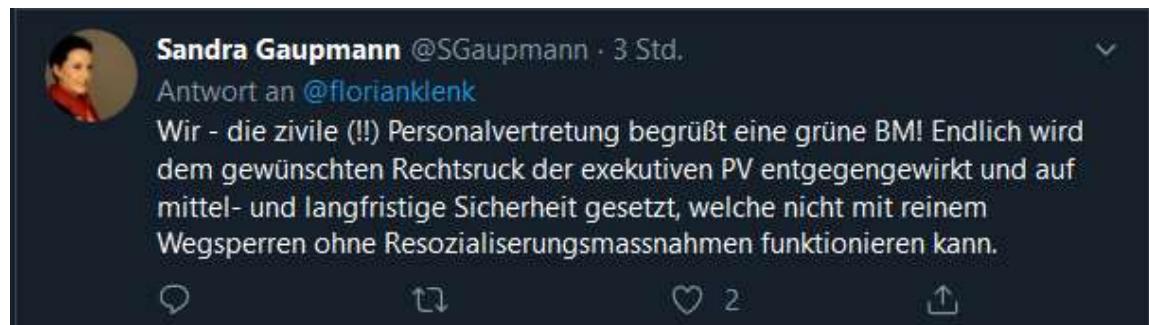 Sandra Gaupmann @SGaupmann · 3 Std.
Antwort an @florianklenk
Wir - die zivile (!!) Personalvertretung begrüßt eine grüne BM! Endlich wird
dem gewünschten Rechtsruck der exekutiven PV entgegengewirkt und auf
mittel- und langfristige Sicherheit gesetzt, welche nicht mit reinem
Wegsperren ohne Resozialiserungsmassnahmen funktionieren kann.
2